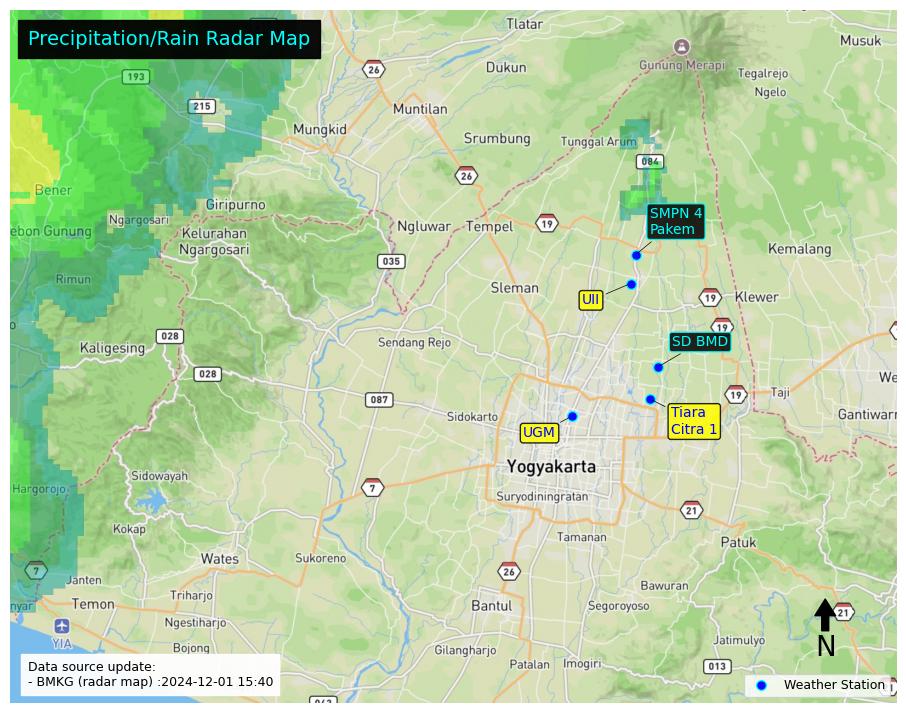 Precipitation/Rain Radar Map
Tlatar
Musuk
26
Gunung Merapi
Dukun
193
Tegalrejo
Ngelo
215
Muntilan
Mungkid
Srumbung
Tunggal Arum
084
26
Bener
Giripurno
Ngargosari
SMPN 4
Pakem
ebon Gunung
Kelurahan
Ngargosari
Ngluwar
Tempel
19
Kemalang
035
Rimun
Sleman
UII
19
Klewer
19
028
Kaligesing
Sendang Rejo
SD BMD
028
We
087
19
Taji
Sidokarto
Tiara
Citra 1
Gantiwarn
UGM
Yogyakarta
Sidowayah
Hargorojo
7
Suryodiningratan
21
Kokap
Tamanan
Patuk
Wates
Sukoreno
7
26
Janten
Bawuran
nyar
Temon
Triharjo
Bantul
Segoroyoso
21
YIA
Ngestiharjo
N
Bojong
Gilangharjo
Jatimulyo
Patalan
Imogiri
013
Data source update:
- BMKG (radar map) :2024-12-01 15:40
Weather Station